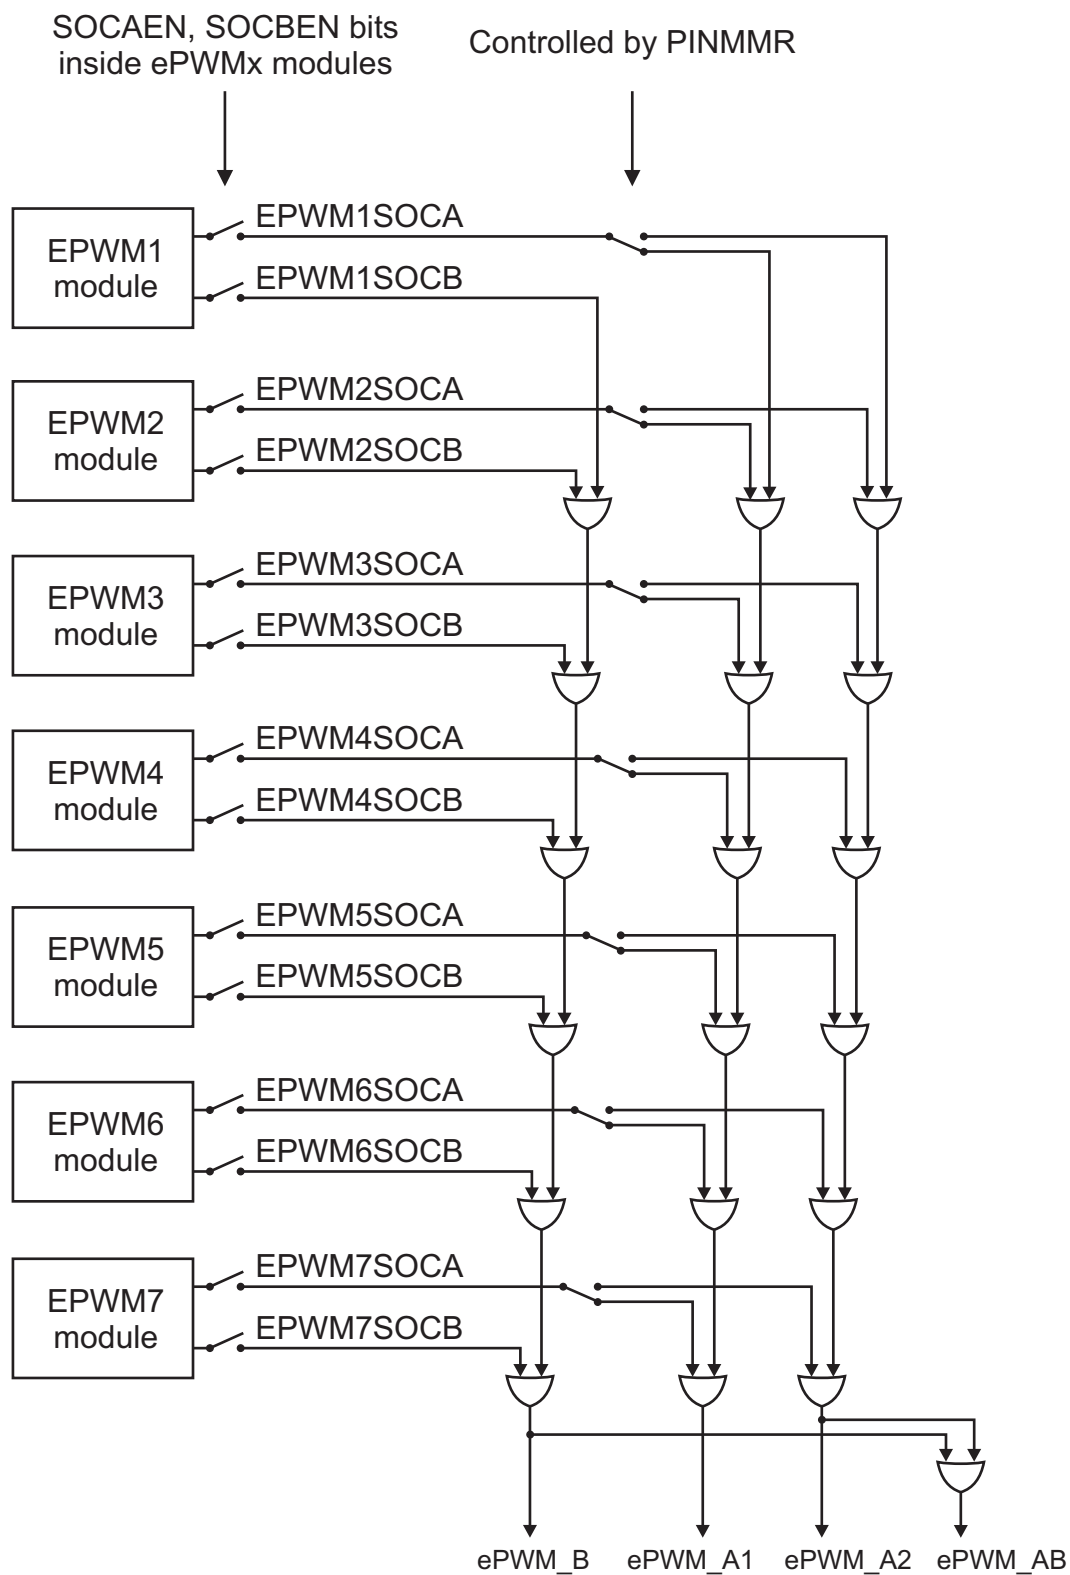 SOCAEN, SOCBEN bits
inside ePWMx modules
Controlled by PINMMR
EPWM1
module
EPWM1SOCA
EPWM1SOCB
EPWM2
module
EPWM2SOCA
EPWM2SOCB
EPWM3
module
EPWM3SOCA
EPWM3SOCB
EPWM4
module
EPWM4SOCA
EPWM4SOCB
EPWM5
module
EPWM5SOCA
EPWM5SOCB
EPWM6
module
EPWM6SOCA
EPWM6SOCB
EPWM7
module
EPWM7SOCA
EPWM7SOCB
ePWM_B
ePWM_A1
ePWM_A2
ePWM_AB